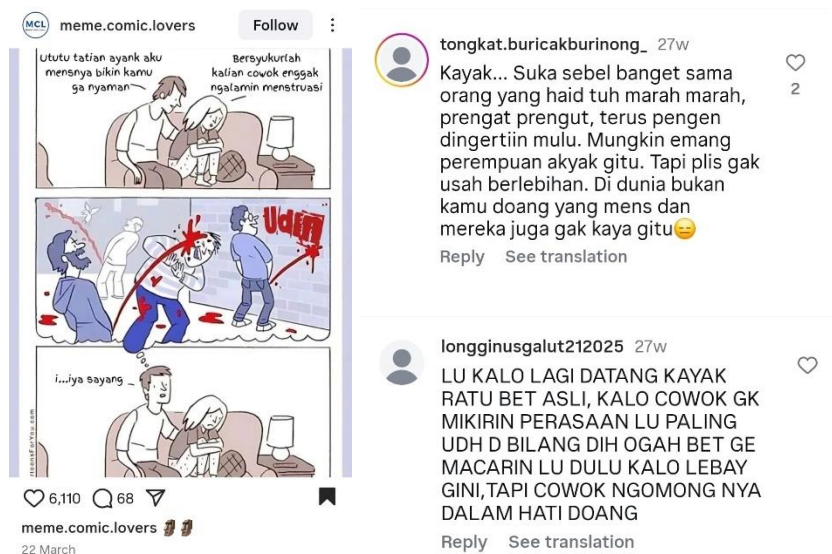 MCL
meme.comic.lovers
Follow
Ututu tatian ayank aku
mensnya bikin kamu
ga nyaman
Bersyukurlah
kalian cowok enggak
ngalamin menstruasi
Uden
i...iya sayang
6,110
68
meme.comic.lovers
22 March
tongkat.buricakburinong_ 27w
Kayak... Suka sebel banget sama
orang yang haid tuh marah marah,
prengat prengut, terus pengen
dingertiin mulu. Mungkin emang
perempuan akyak gitu. Tapi plis gak
usah berlebihan. Di dunia bukan
kamu doang yang mens dan
mereka juga gak kaya gitu😑
2
Reply See translation
longginusgalut212025 27w
LU KALO LAGI DATANG KAYAK
RATU BET ASLI, KALO COWOK GK
MIKIRIN PERASAAN LU PALING
UDH D BILANG DIH OGAH BET GE
MACARIN LU DULU KALO LEBAY
GINI,TAPI COWOK NGOMONG NYA
DALAM HATI DOANG
Reply See translation